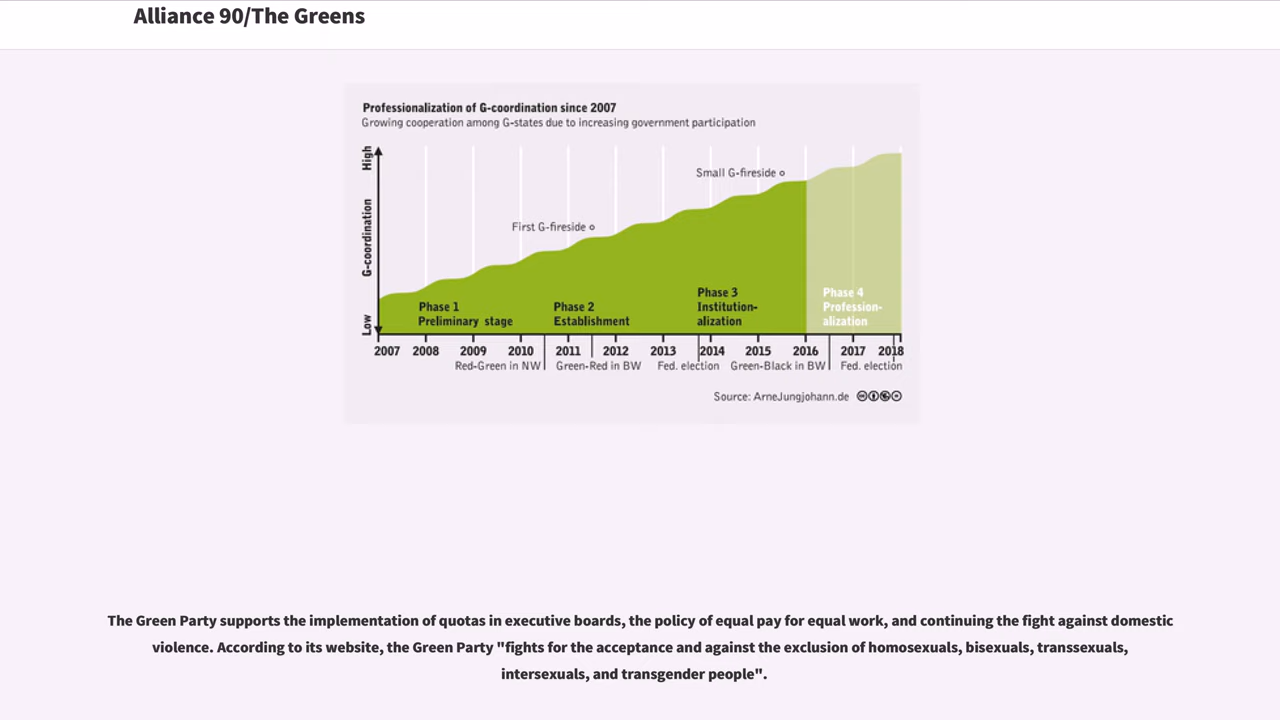 Alliance 90/The Greens
Professionalization of G-coordination since 2007
Growing cooperation among G-states due to increasing government participation
High
G-coordination
Low
Small G-fireside
First G-fireside
Phase 1
Preliminary stage
Phase 2
Establishment
Phase 3
Institution-
alization
Phase 4
Profession-
alization
2007 2008 2009 2010 2011 2012 2013 2014 2015 2016 2017 2018
Red-Green in NW Green-Red in BW Fed. election Green-Black in BW Fed. election
Source: ArneJungjohann.de
The Green Party supports the implementation of quotas in executive boards, the policy of equal pay for equal work, and continuing the fight against domestic
violence. According to its website, the Green Party "fights for the acceptance and against the exclusion of homosexuals, bisexuals, transsexuals,
intersexuals, and transgender people".